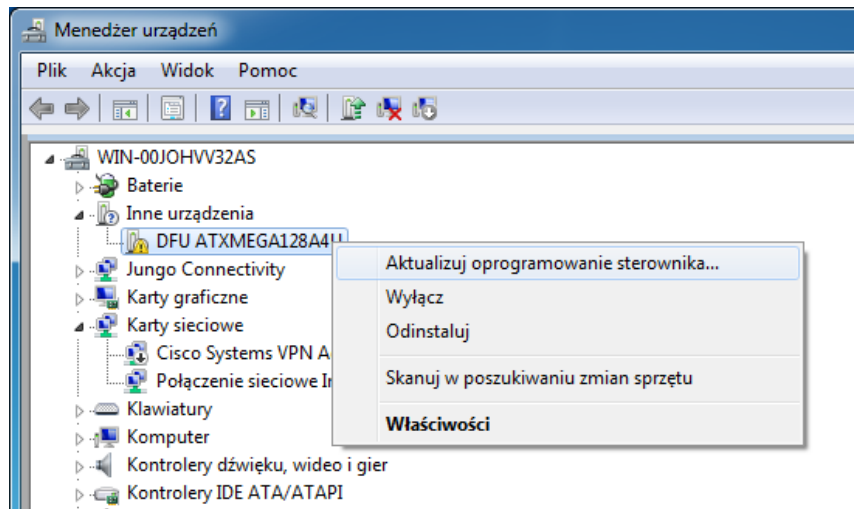 Menedżer urządzeń
Plik Akcja Widok Pomoc
WIN-00JOHVV32AS
Baterie
Inne urządzenia
DFU ATXMEGA128A4U
Aktualizuj oprogramowanie sterownika...
Jungo Connectivity
Karty graficzne
Wyłącz
Karty sieciowe
Odinstaluj
Cisco Systems VPN A
Połączenie sieciowe I
Skanuj w poszukiwaniu zmian sprzętu
Klawiatury
Właściwości
Komputer
Kontrolery dźwięku, wideo i gier
Kontrolery IDE ATA/ATAPI